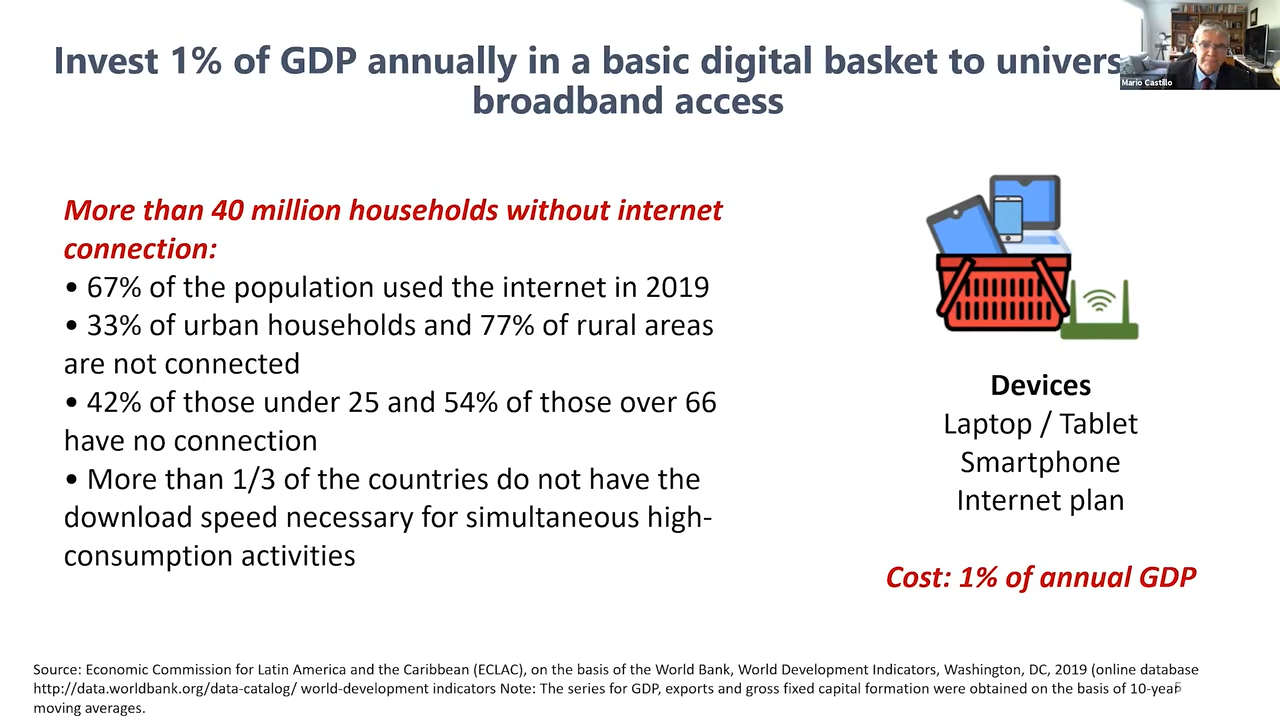 Invest 1% of GDP annually in a basic digital basket to univers
broadband access
Mario Castillo
More than 40 million households without internet
connection:
• 67% of the population used the internet in 2019
• 33% of urban households and 77% of rural areas
are not connected
• 42% of those under 25 and 54% of those over 66
have no connection
• More than 1/3 of the countries do not have the
download speed necessary for simultaneous high-
consumption activities
Devices
Laptop / Tablet
Smartphone
Internet plan
Cost: 1% of annual GDP
Source: Economic Commission for Latin America and the Caribbean (ECLAC), on the basis of the World Bank, World Development Indicators, Washington, DC, 2019 (online database
http://data.worldbank.org/data-catalog/ world-development indicators Note: The series for GDP, exports and gross fixed capital formation were obtained on the basis of 10-year
moving averages.
5